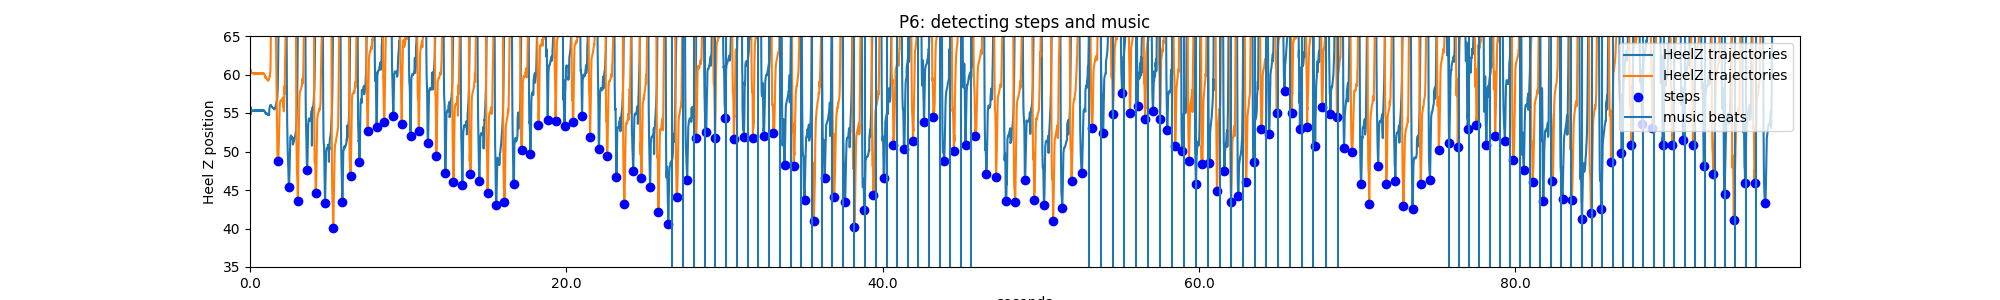 P6: detecting steps and music
Heel Z position
65
60
55
50
45
40
35
0.0
20.0
40.0
60.0
80.0
seconds
HeelZ trajectories
HeelZ trajectories
steps
music beats